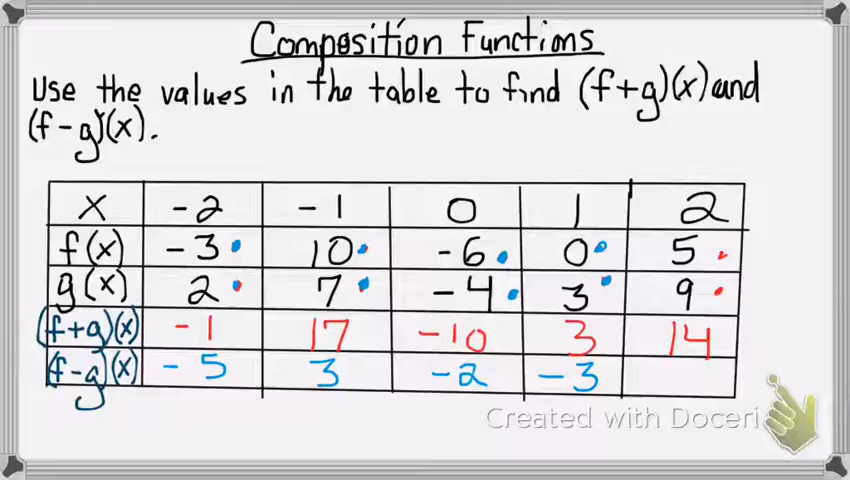 Composition Functions
Use the values in the table to find (f+g)(x) and
(f-g)(x).
x -2 -1 0 1 2
f(x) -3 10 -6 0 5
g(x) 2 7 -4 3 9
(f+g)(x) -1 17 -10 3 14
(f-g)(x) -5 3 -2 -3
Created with Doceri